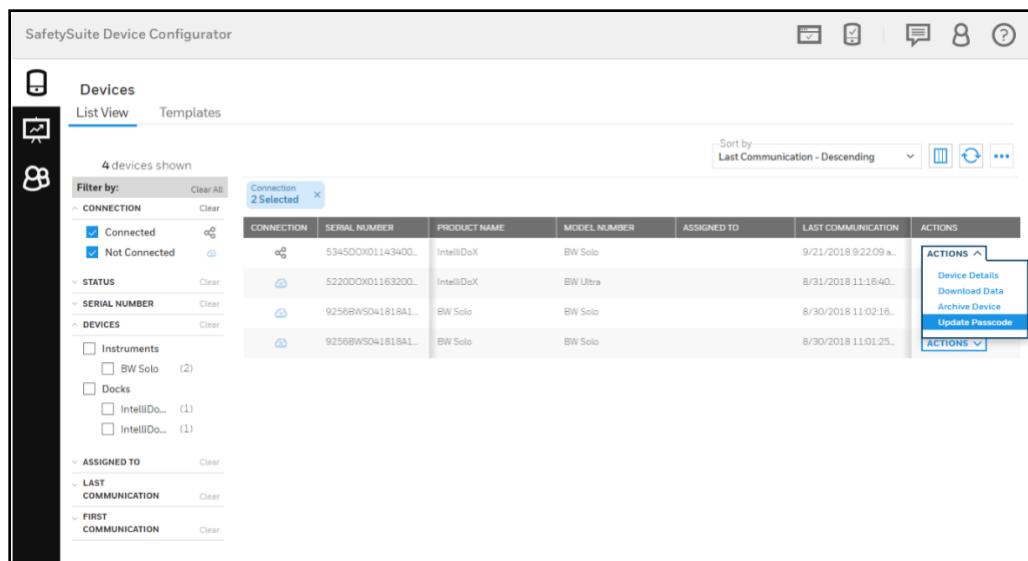 SafetySuite Device Configurator
Devices
List View Templates
Sort by
Last Communication - Descending
4 devices shown
Filter by: Clear All
CONNECTION Clear
Connected
Not Connected
STATUS Clear
SERIAL NUMBER Clear
DEVICES Clear
Instruments
BW Solo (2)
Docks
IntelliDo... (1)
IntelliDo... (1)
ASSIGNED TO Clear
LAST
COMMUNICATION Clear
FIRST
COMMUNICATION Clear
Connection
2 Selected
CONNECTION SERIAL NUMBER PRODUCT NAME MODEL NUMBER ASSIGNED TO LAST COMMUNICATION ACTIONS
5345DOX01143400... IntelliDoX BW Solo 9/21/2018 9:22:09 a... ACTIONS
5220DOX01163200... IntelliDoX BW Ultra 8/31/2018 11:16:40...
9256BWS041818A1... BW Solo BW Solo 8/30/2018 11:02:16...
9256BWS041818A1... BW Solo BW Solo 8/30/2018 11:01:25... ACTIONS
Device Details
Download Data
Archive Device
Update Passcode